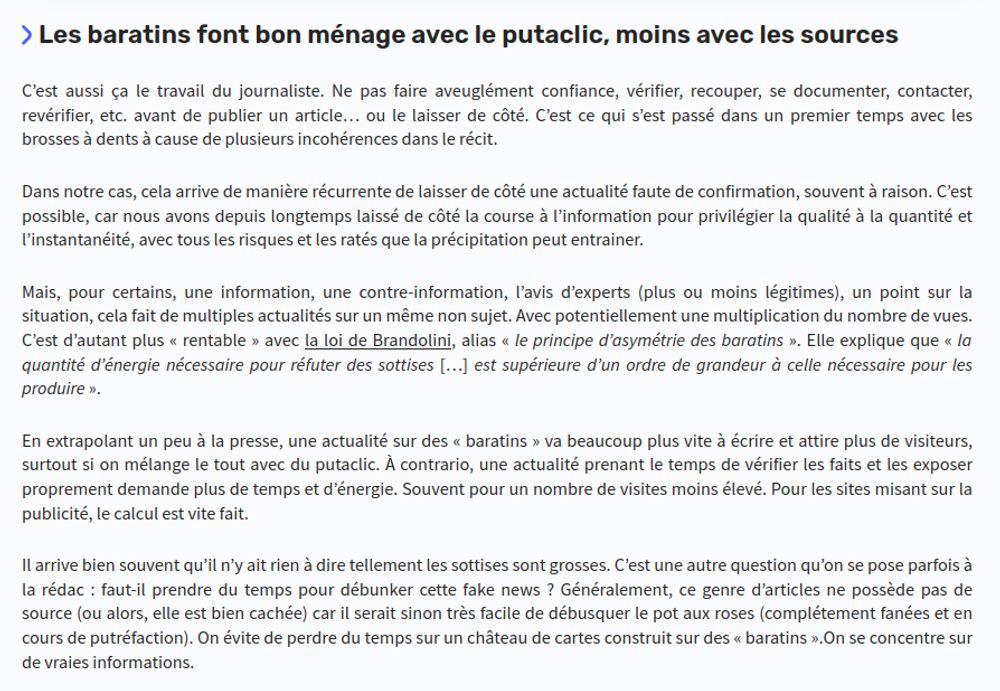 Les baratins font bon ménage avec le putaclic, moins avec les sources
C’est aussi ça le travail du journaliste. Ne pas faire aveuglément confiance, vérifier, recouper, se documenter, contacter,
revérifier, etc. avant de publier un article… ou le laisser de côté. C’est ce qui s’est passé dans un premier temps avec les
brosses à dents à cause de plusieurs incohérences dans le récit.
Dans notre cas, cela arrive de manière récurrente de laisser de côté une actualité faute de confirmation, souvent à raison. C’est
possible, car nous avons depuis longtemps laissé de côté la course à l’information pour privilégier la qualité à la quantité et
l’instantanéité, avec tous les risques et les ratés que la précipitation peut entrainer.
Mais, pour certains, une information, une contre-information, l’avis d’experts (plus ou moins légitimes), un point sur la
situation, cela fait de multiples actualités sur un même non sujet. Avec potentiellement une multiplication du nombre de vues.
C’est d’autant plus « rentable » avec la loi de Brandolini, alias « le principe d’asymétrie des baratins ». Elle explique que « la
quantité d’énergie nécessaire pour réfuter des sottises […] est supérieure d’un ordre de grandeur à celle nécessaire pour les
produire ».
En extrapolant un peu à la presse, une actualité sur des « baratins » va beaucoup plus vite à écrire et attire plus de visiteurs,
surtout si on mélange le tout avec du putaclic. À contrario, une actualité prenant le temps de vérifier les faits et les exposer
proprement demande plus de temps et d’énergie. Souvent pour un nombre de visites moins élevé. Pour les sites misant sur la
publicité, le calcul est vite fait.
Il arrive bien souvent qu’il n’y ait rien à dire tellement les sottises sont grosses. C’est une autre question qu’on se pose parfois à
la rédac : faut-il prendre du temps pour débunker cette fake news ? Généralement, ce genre d’articles ne possède pas de
source (ou alors, elle est bien cachée) car il serait sinon très facile de débusquer le pot aux roses (complétement fanées et en
cours de putréfaction). On évite de perdre du temps sur un château de cartes construit sur des « baratins ».On se concentre sur
de vraies informations.